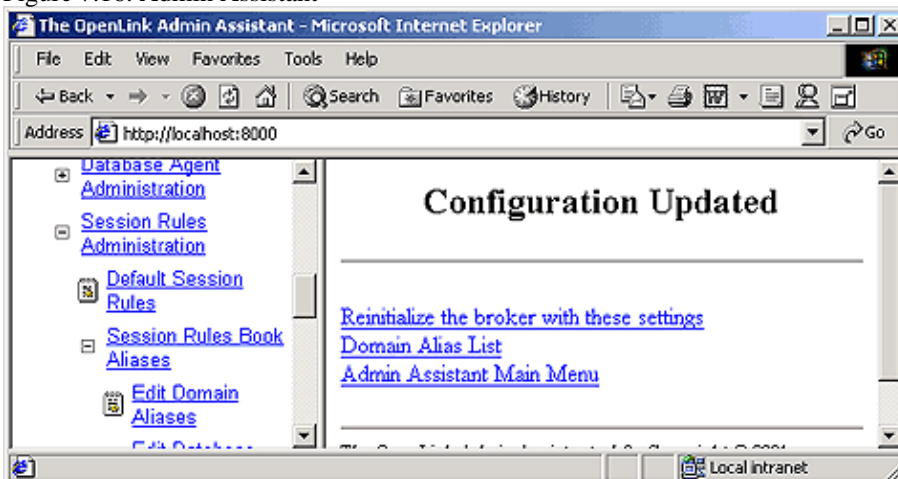 The OpenLink Admin Assistant - Microsoft Internet Explorer
File Edit View Favorites Tools Help
Back Search Favorites History
Address http://localhost:8000 Go
Database Agent
Administration
Session Rules
Administration
Default Session
Rules
Session Rules Book
Aliases
Edit Domain
Aliases
Configuration Updated
Reinitialize the broker with these settings
Domain Alias List
Admin Assistant Main Menu
Local intranet